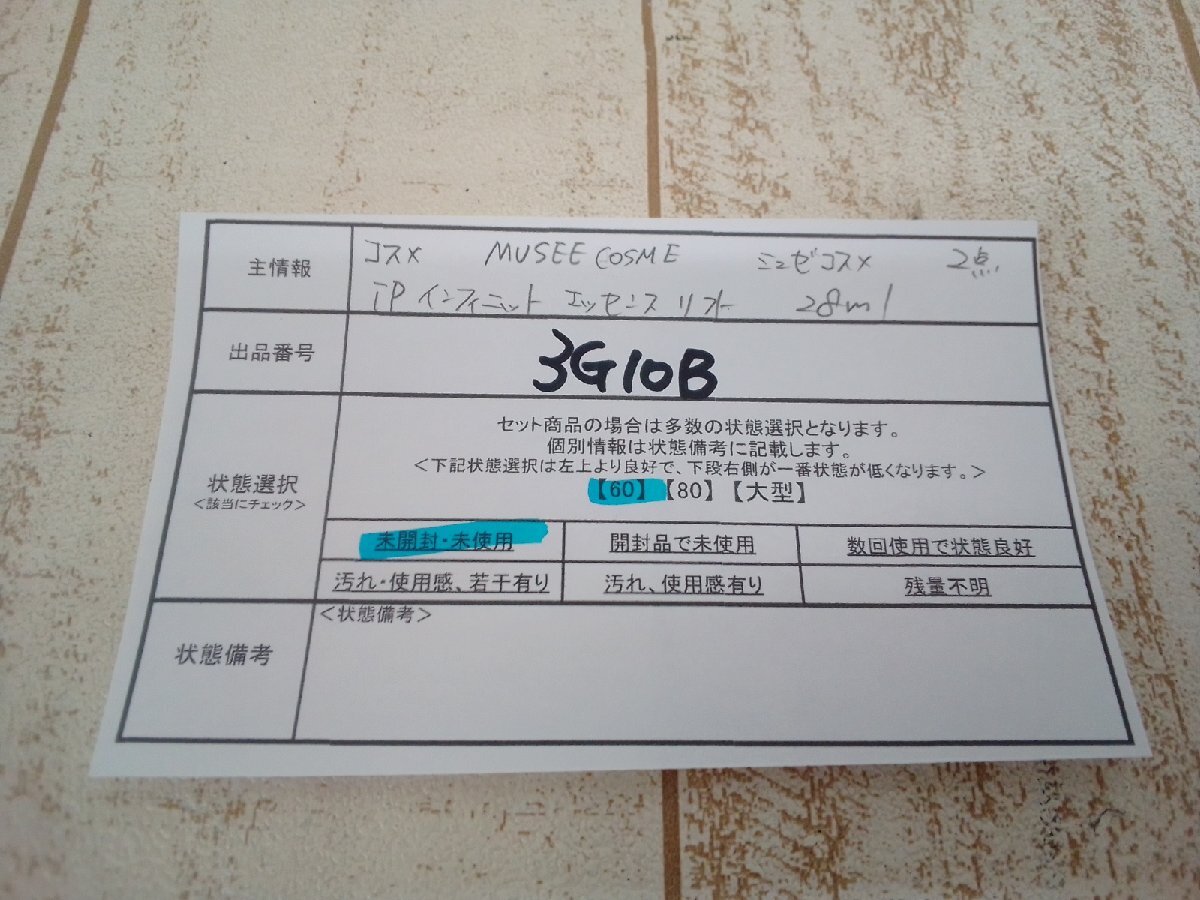 主情報
コスメ MUSEE COSME ミュゼコスメ 2点
iP インフィニット エッセンス リフト 28ml
出品番号
3G10B
状態選択
<該当にチェック>
セット商品の場合は多数の状態選択となります。
個別情報は状態備考に記載します。
<下記状態選択は左上より良好で、下段右側が一番状態が低くなります。>
【60】【80】【大型】
未開封・未使用 開封品で未使用 数回使用で状態良好
汚れ・使用感、若干有り 汚れ、使用感有り 残量不明
状態備考
<状態備考>